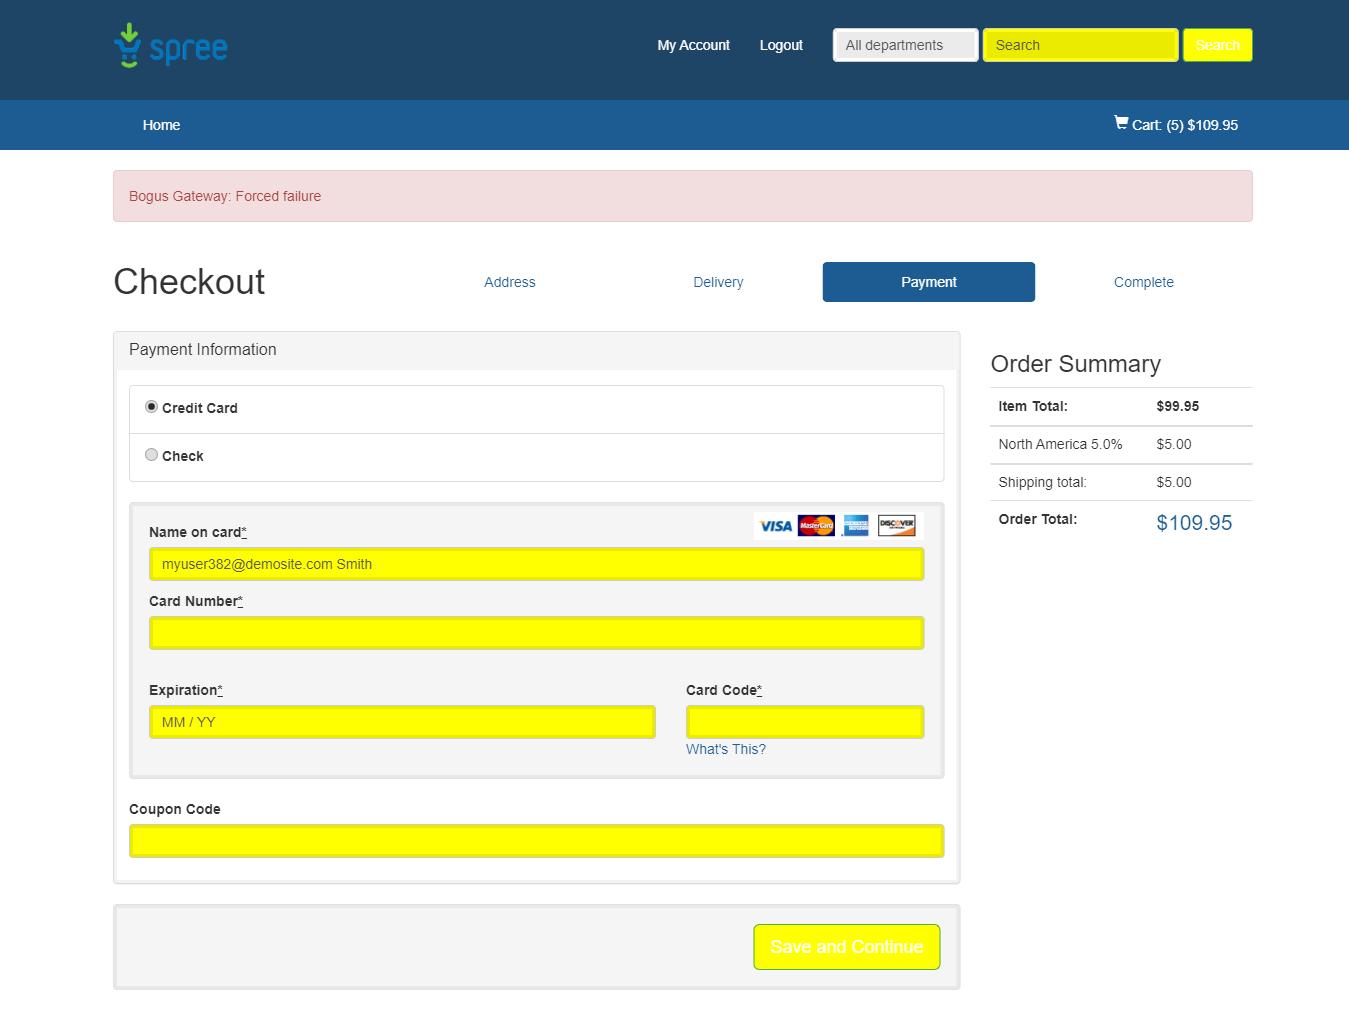 spree
My Account Logout All departments Search Search
Home Cart: (5) $109.95
Bogus Gateway: Forced failure
Checkout Address Delivery Payment Complete
Payment Information
Credit Card
Check
Name on card* VISA MasterCard DISCOVER
myuser382@demosite.com Smith
Card Number*
Expiration* Card Code*
MM / YY
What's This?
Coupon Code
Save and Continue
Order Summary
Item Total: $99.95
North America 5.0% $5.00
Shipping total: $5.00
Order Total: $109.95